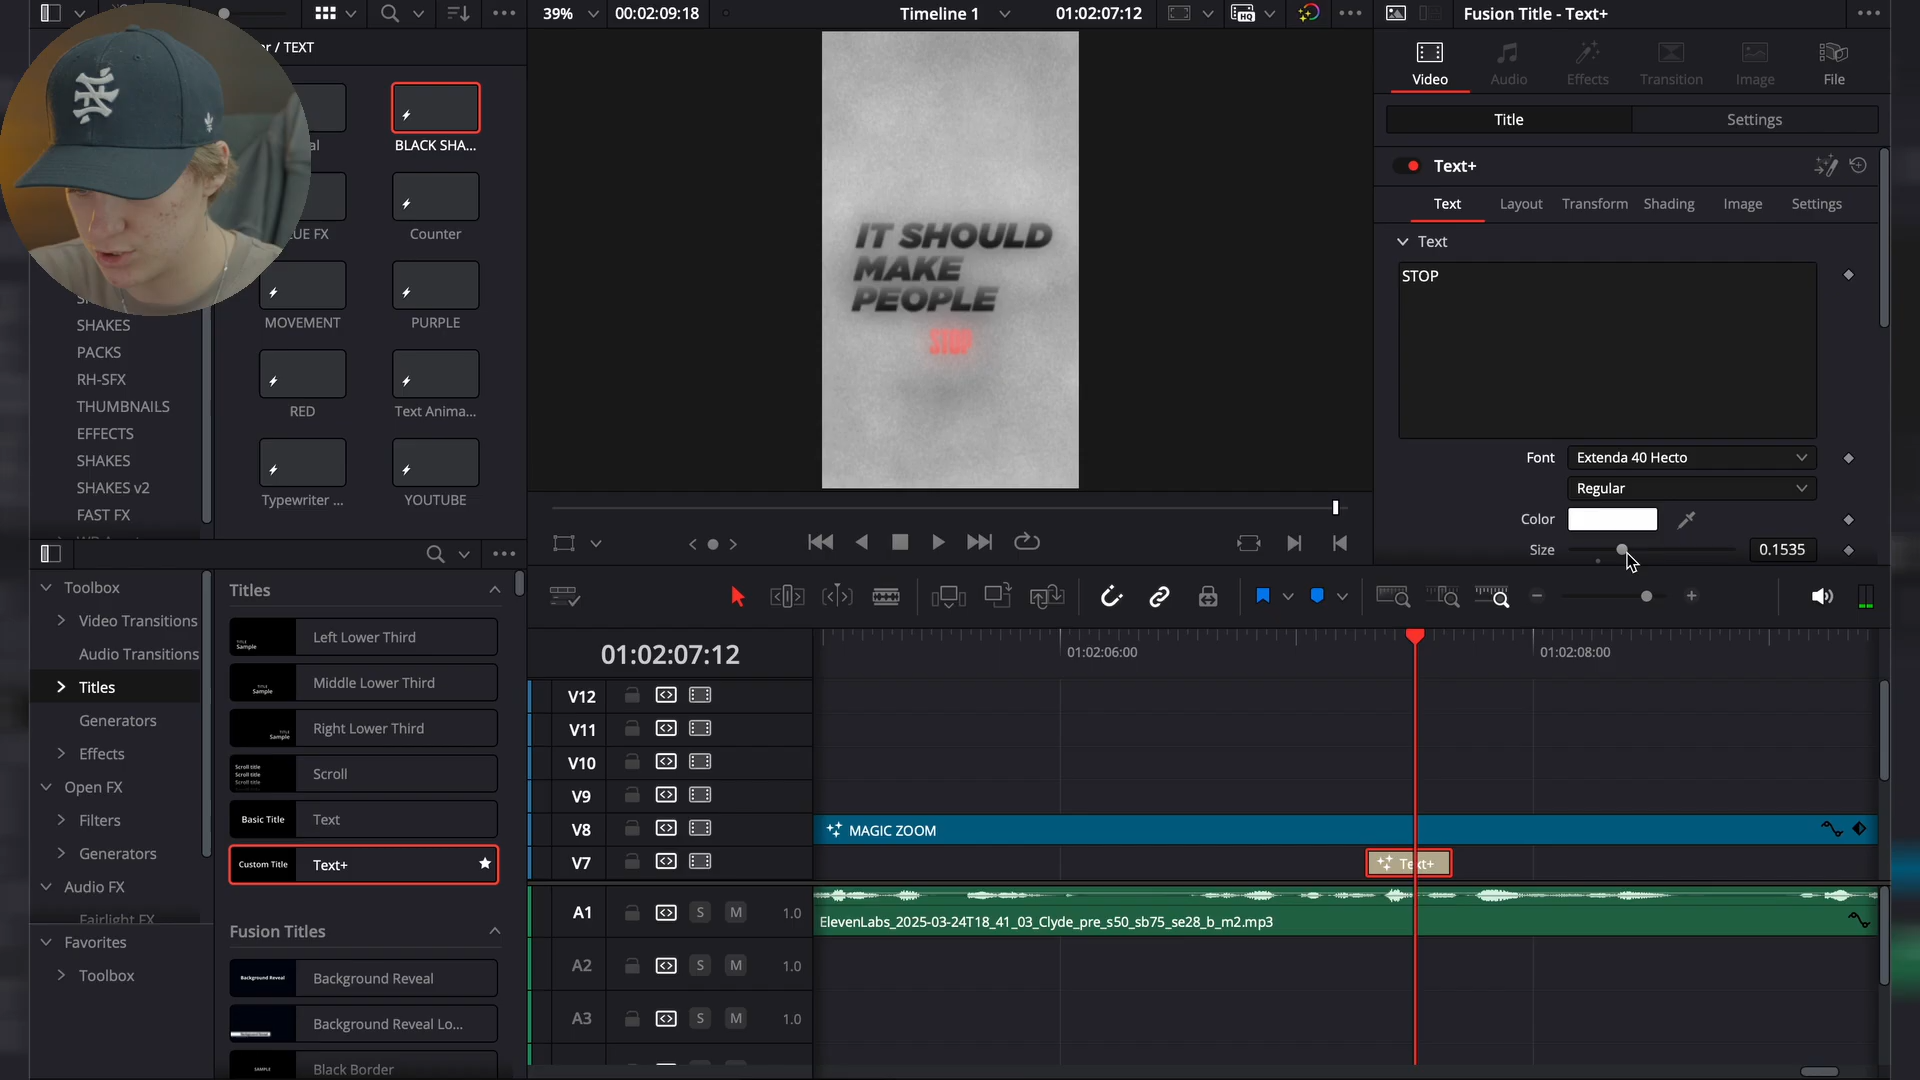 39%
00:02:09:18
Timeline 1
01:02:07:12
HQ
Fusion Title - Text+
/ TEXT
Video
Audio
Effects
Transition
Image
File
Title
Settings
Text+
Text
Layout
Transform
Shading
Image
Settings
Text
STOP
Font
Extenda 40 Hecto
Regular
Color
Size
0.1535
BLACK SHA...
UE FX
Counter
MOVEMENT
PURPLE
RED
Text Anima...
Typewriter ...
YOUTUBE
SHAKES
PACKS
RH-SFX
THUMBNAILS
EFFECTS
SHAKES
SHAKES v2
FAST FX
IT SHOULD
MAKE
PEOPLE
STOP
Toolbox
Video Transitions
Audio Transitions
Titles
Generators
Effects
Open FX
Filters
Generators
Audio FX
Fairlight FX
Favorites
Toolbox
Titles
Left Lower Third
Middle Lower Third
Right Lower Third
Scroll
Basic Title
Text
Custom Title
Text+
Fusion Titles
Background Reveal
Background Reveal
Background Reveal Lo...
SAMPLE
Black Border
01:02:07:12
01:02:06:00
01:02:08:00
V12
V11
V10
V9
V8
MAGIC ZOOM
V7
Text+
A1
S
M
1.0
ElevenLabs_2025-03-24T18_41_03_Clyde_pre_s50_sb75_se28_b_m2.mp3
A2
S
M
1.0
A3
S
M
1.0